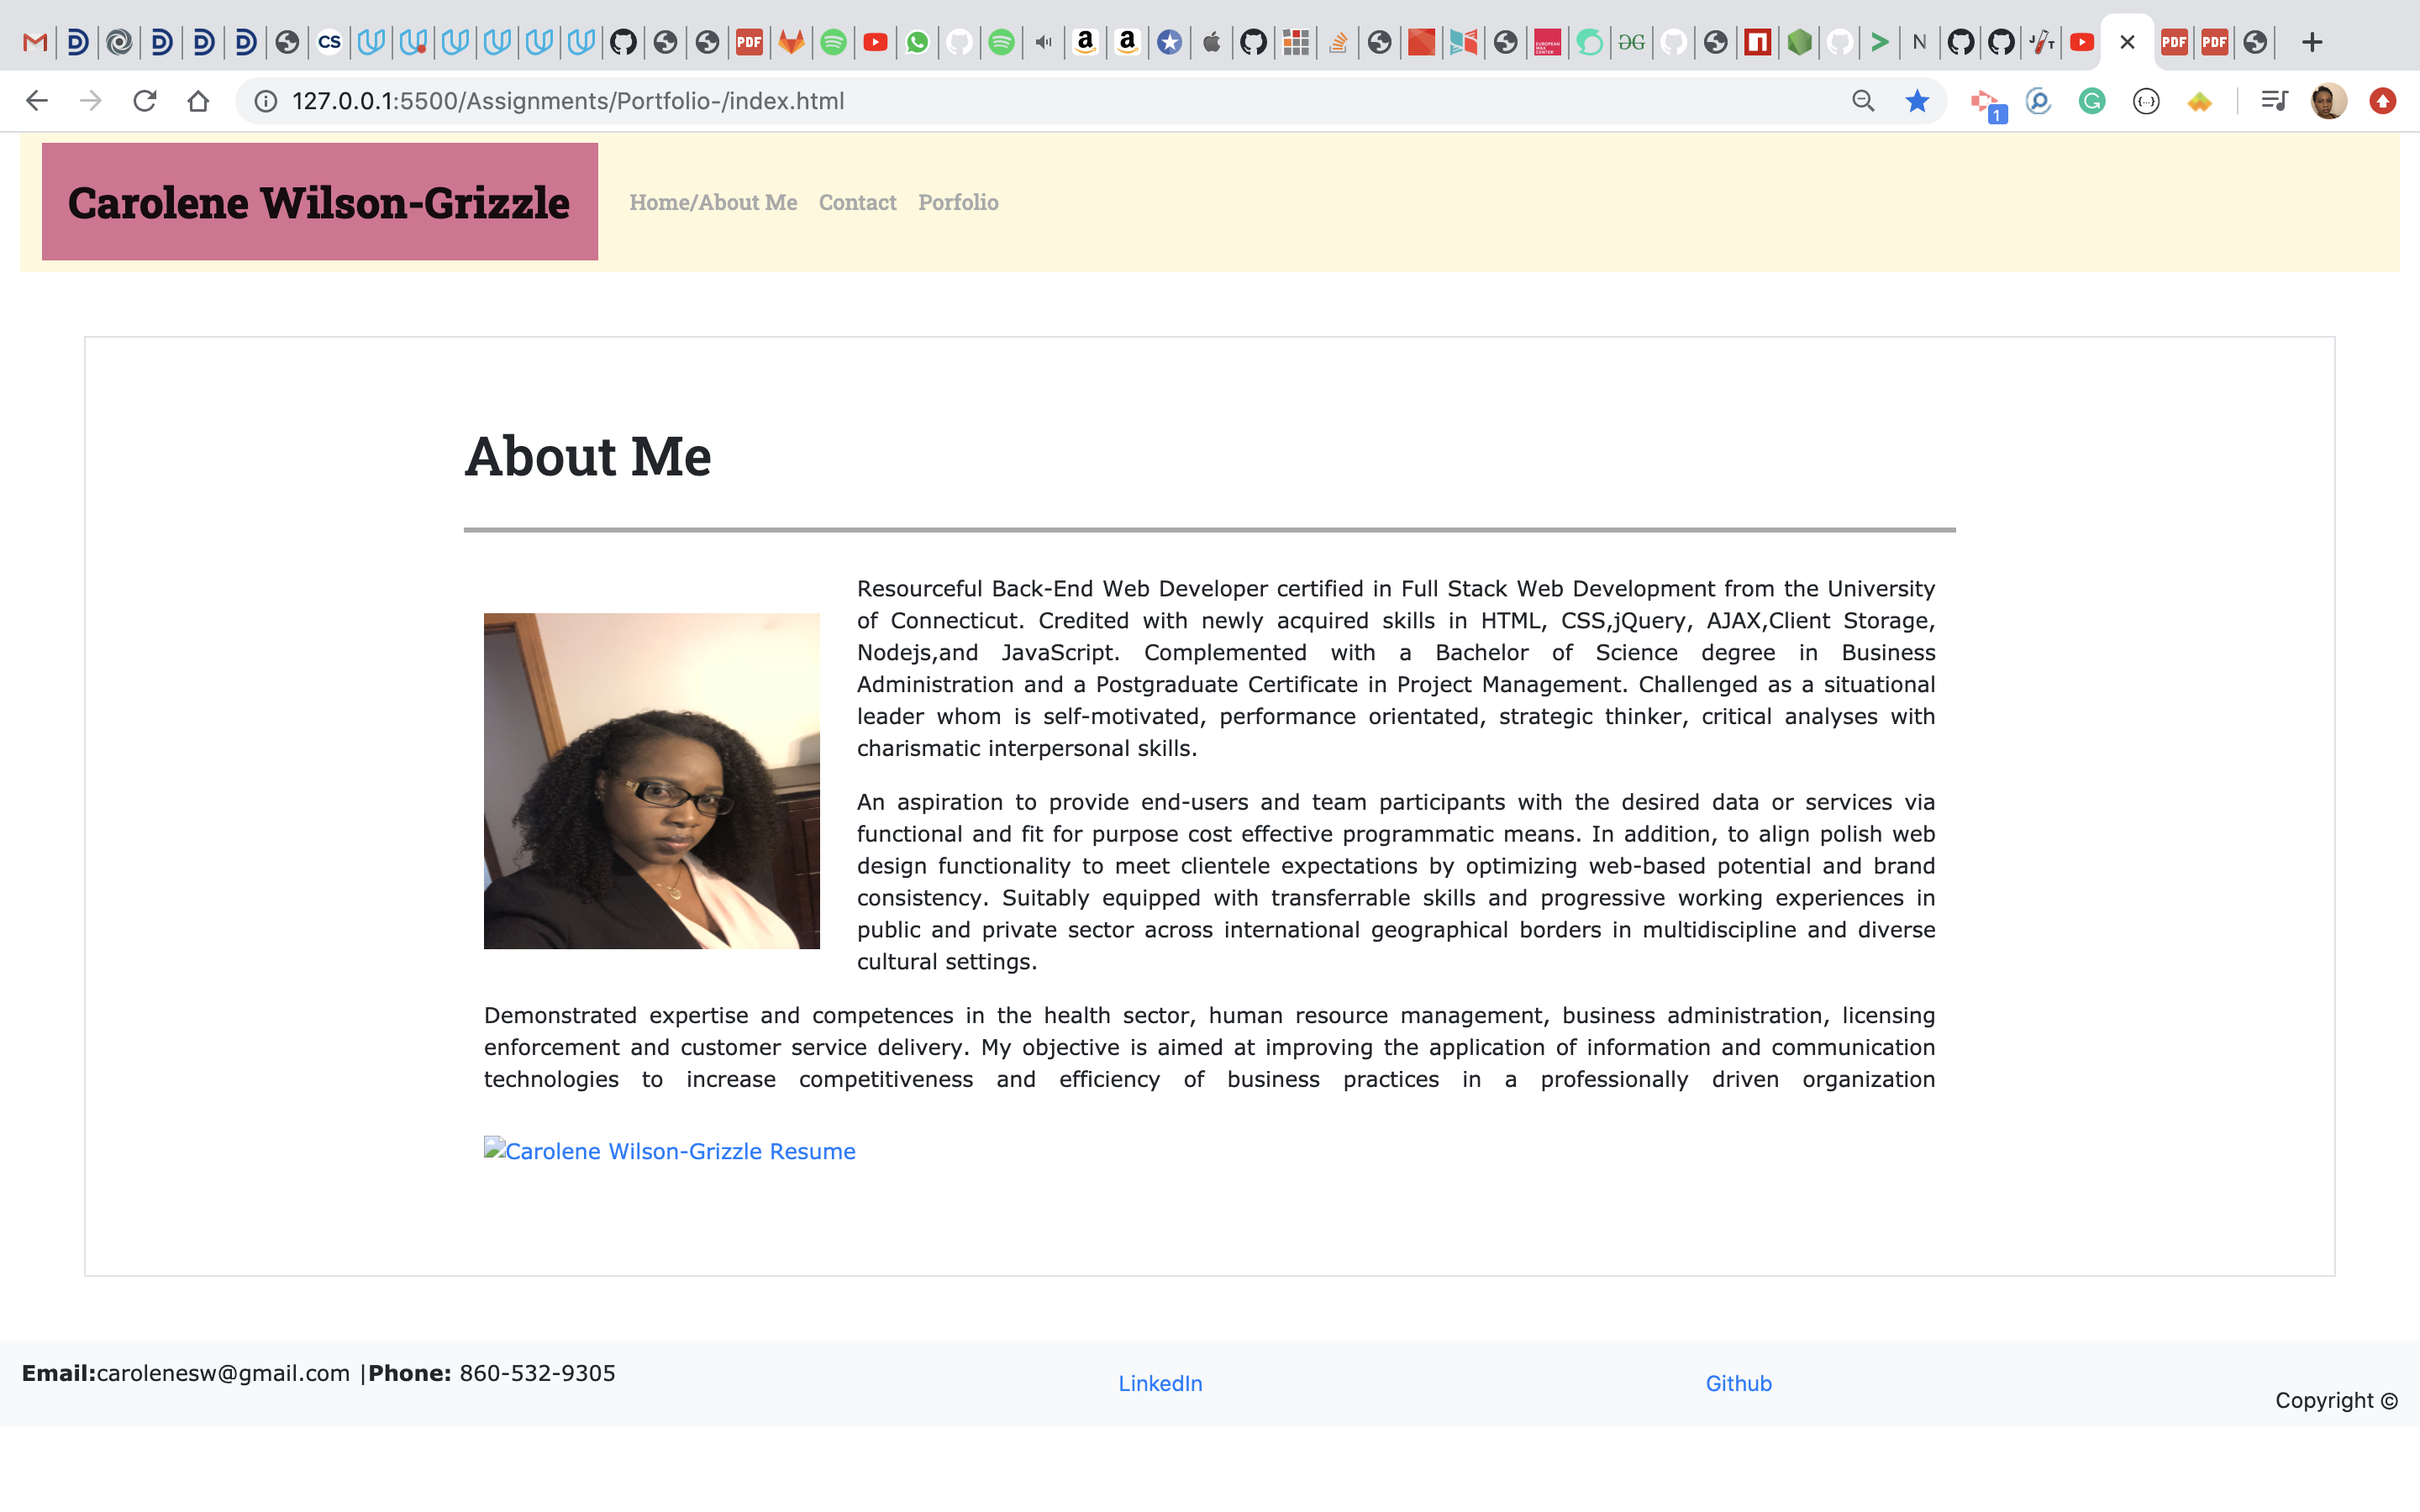 CS
PDF
a
a
EUROPEAN
N
J
T
PDF
PDF
127.0.0.1:5500/Assignments/Portfolio-/index.html
1
Carolene Wilson-Grizzle
Home/About Me Contact Porfolio
About Me
Resourceful Back-End Web Developer certified in Full Stack Web Development from the University
of Connecticut. Credited with newly acquired skills in HTML, CSS,jQuery, AJAX,Client Storage,
Nodejs,and JavaScript. Complemented with a Bachelor of Science degree in Business
Administration and a Postgraduate Certificate in Project Management. Challenged as a situational
leader whom is self-motivated, performance orientated, strategic thinker, critical analyses with
charismatic interpersonal skills.
An aspiration to provide end-users and team participants with the desired data or services via
functional and fit for purpose cost effective programmatic means. In addition, to align polish web
design functionality to meet clientele expectations by optimizing web-based potential and brand
consistency. Suitably equipped with transferrable skills and progressive working experiences in
public and private sector across international geographical borders in multidiscipline and diverse
cultural settings.
Demonstrated expertise and competences in the health sector, human resource management, business administration, licensing
enforcement and customer service delivery. My objective is aimed at improving the application of information and communication
technologies to increase competitiveness and efficiency of business practices in a professionally driven organization
Carolene Wilson-Grizzle Resume
Email:carolenesw@gmail.com |Phone: 860-532-9305
LinkedIn
Github
Copyright ©